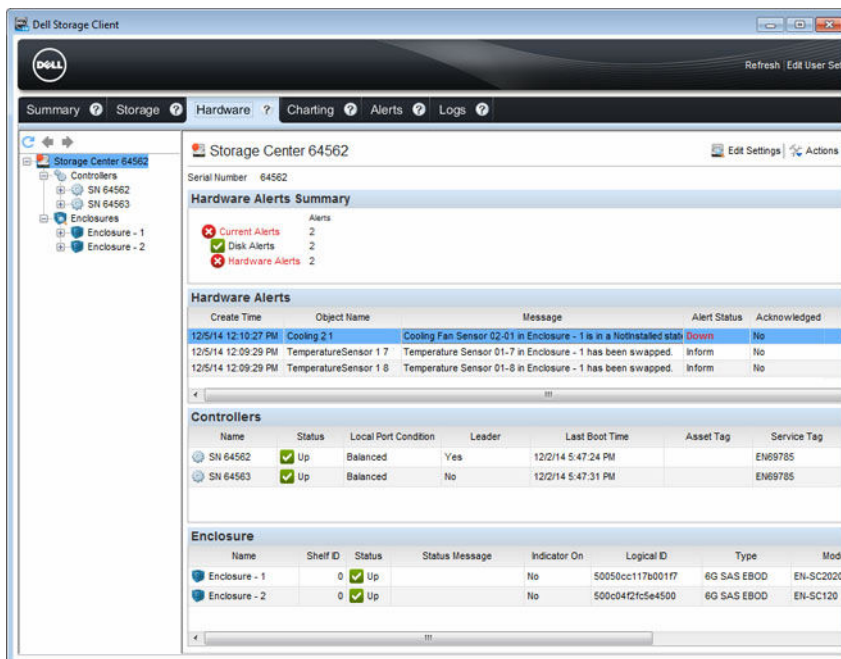 Dell Storage Client
DELL
Refresh Edit User Set
Summary ? Storage ? Hardware ? Charting ? Alerts ? Logs ?
Storage Center 64562
Controllers
SN 64562
SN 64563
Enclosures
Enclosure - 1
Enclosure - 2
Storage Center 64562
Edit Settings Actions
Serial Number 64562
Hardware Alerts Summary
Alerts
Current Alerts 2
Disk Alerts 2
Hardware Alerts 2
Hardware Alerts
Create Time Object Name Message Alert Status Acknowledged
12/5/14 12:10:27 PM Cooling 2 1 Cooling Fan Sensor 02-01 in Enclosure - 1 is in a NotInstalled stat Down No
12/5/14 12:09:29 PM TemperatureSensor 1 7 Temperature Sensor 01-7 in Enclosure - 1 has been swapped. Inform No
12/5/14 12:09:29 PM TemperatureSensor 1 8 Temperature Sensor 01-8 in Enclosure - 1 has been swapped. Inform No
Controllers
Name Status Local Port Condition Leader Last Boot Time Asset Tag Service Tag
SN 64562 Up Balanced Yes 12/2/14 5:47:24 PM EN69785
SN 64563 Up Balanced No 12/2/14 5:47:31 PM EN69785
Enclosure
Name Shelf ID Status Status Message Indicator On Logical ID Type Mod
Enclosure - 1 0 Up No 50050cc117b001f7 6G SAS EBOD EN-SC2020
Enclosure - 2 0 Up No 500c04f2fc5e4500 6G SAS EBOD EN-SC120